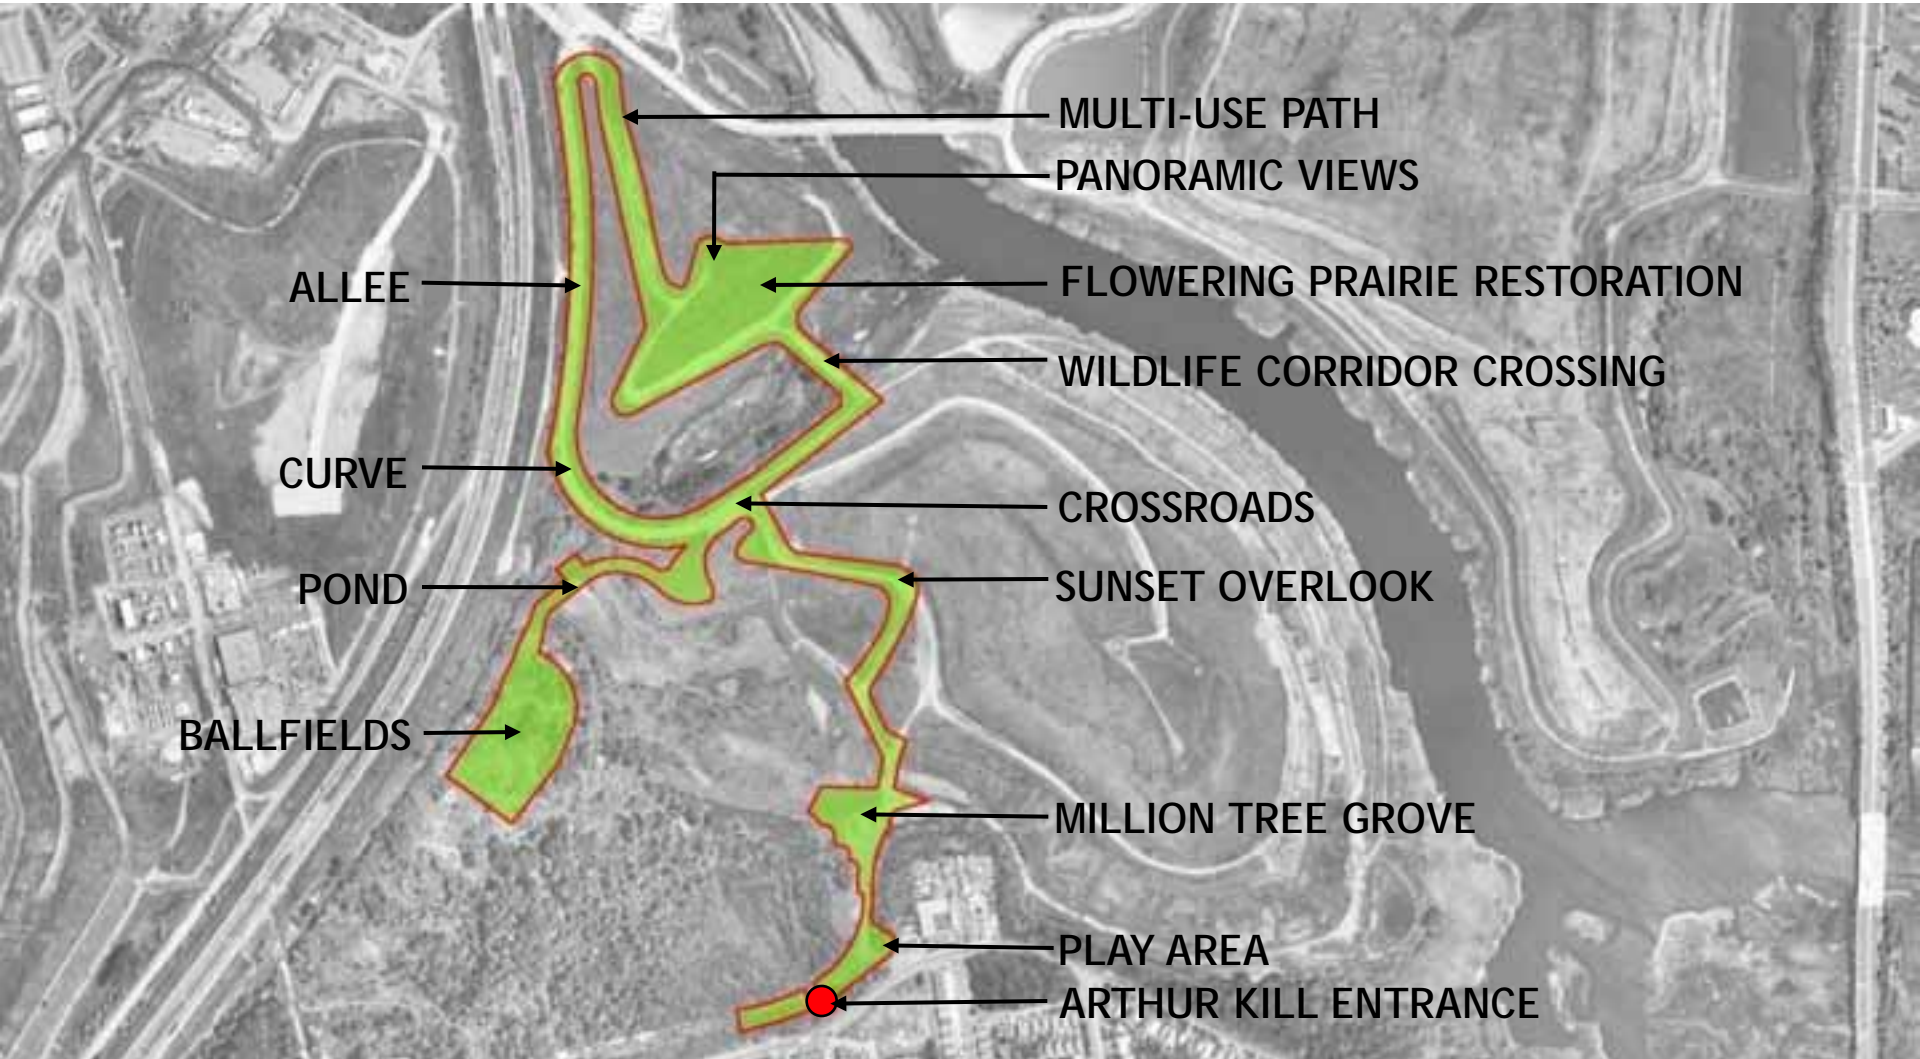 MULTI-USE PATH
PANORAMIC VIEWS
ALLEE
FLOWERING PRAIRIE RESTORATION
WILDLIFE CORRIDOR CROSSING
CURVE
CROSSROADS
POND
SUNSET OVERLOOK
BALLFIELDS
MILLION TREE GROVE
PLAY AREA
ARTHUR KILL ENTRANCE